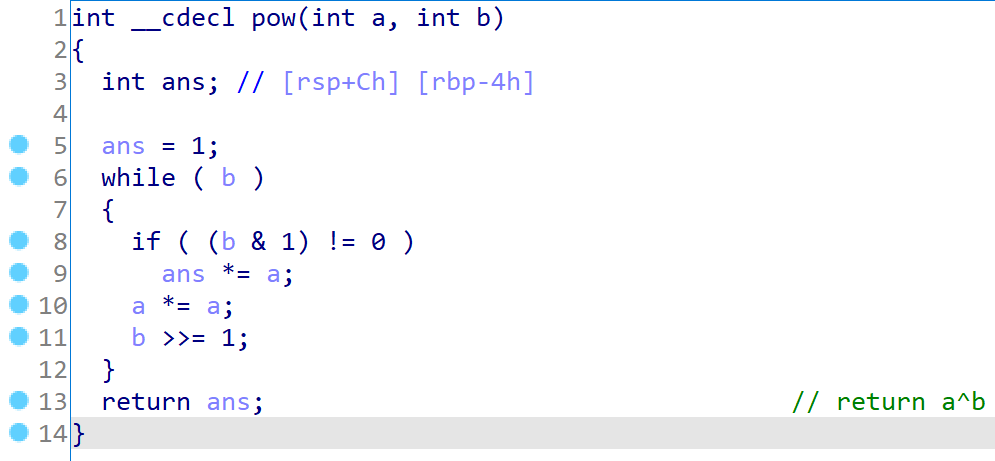 1 int __cdecl pow(int a, int b)
2 {
3   int ans; // [rsp+Ch] [rbp-4h]
4
5   ans = 1;
6   while ( b )
7   {
8     if ( (b & 1) != 0 )
9       ans *= a;
10     a *= a;
11     b >>= 1;
12   }
13   return ans; // return a^b
14 }